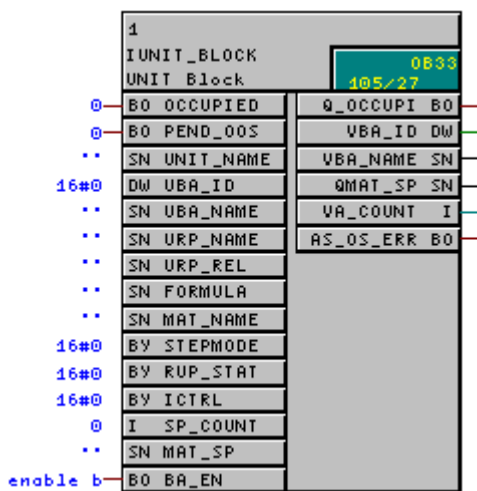 1
IUNIT_BLOCK
UNIT Block
OB33
105/27
0 BO OCCUPIED Q_OCCUPI BO
0 BO PEND_OOS VBA_ID DW
'' SN UNIT_NAME VBA_NAME SN
16#0 DW UBA_ID QMAT_SP SN
'' SN UBA_NAME VA_COUNT I
'' SN URP_NAME AS_OS_ERR BO
'' SN URP_REL
'' SN FORMULA
'' SN MAT_NAME
16#0 BY STEPMODE
16#0 BY RUP_STAT
16#0 BY ICTRL
0 I SP_COUNT
'' SN MAT_SP
enable b BO BA_EN